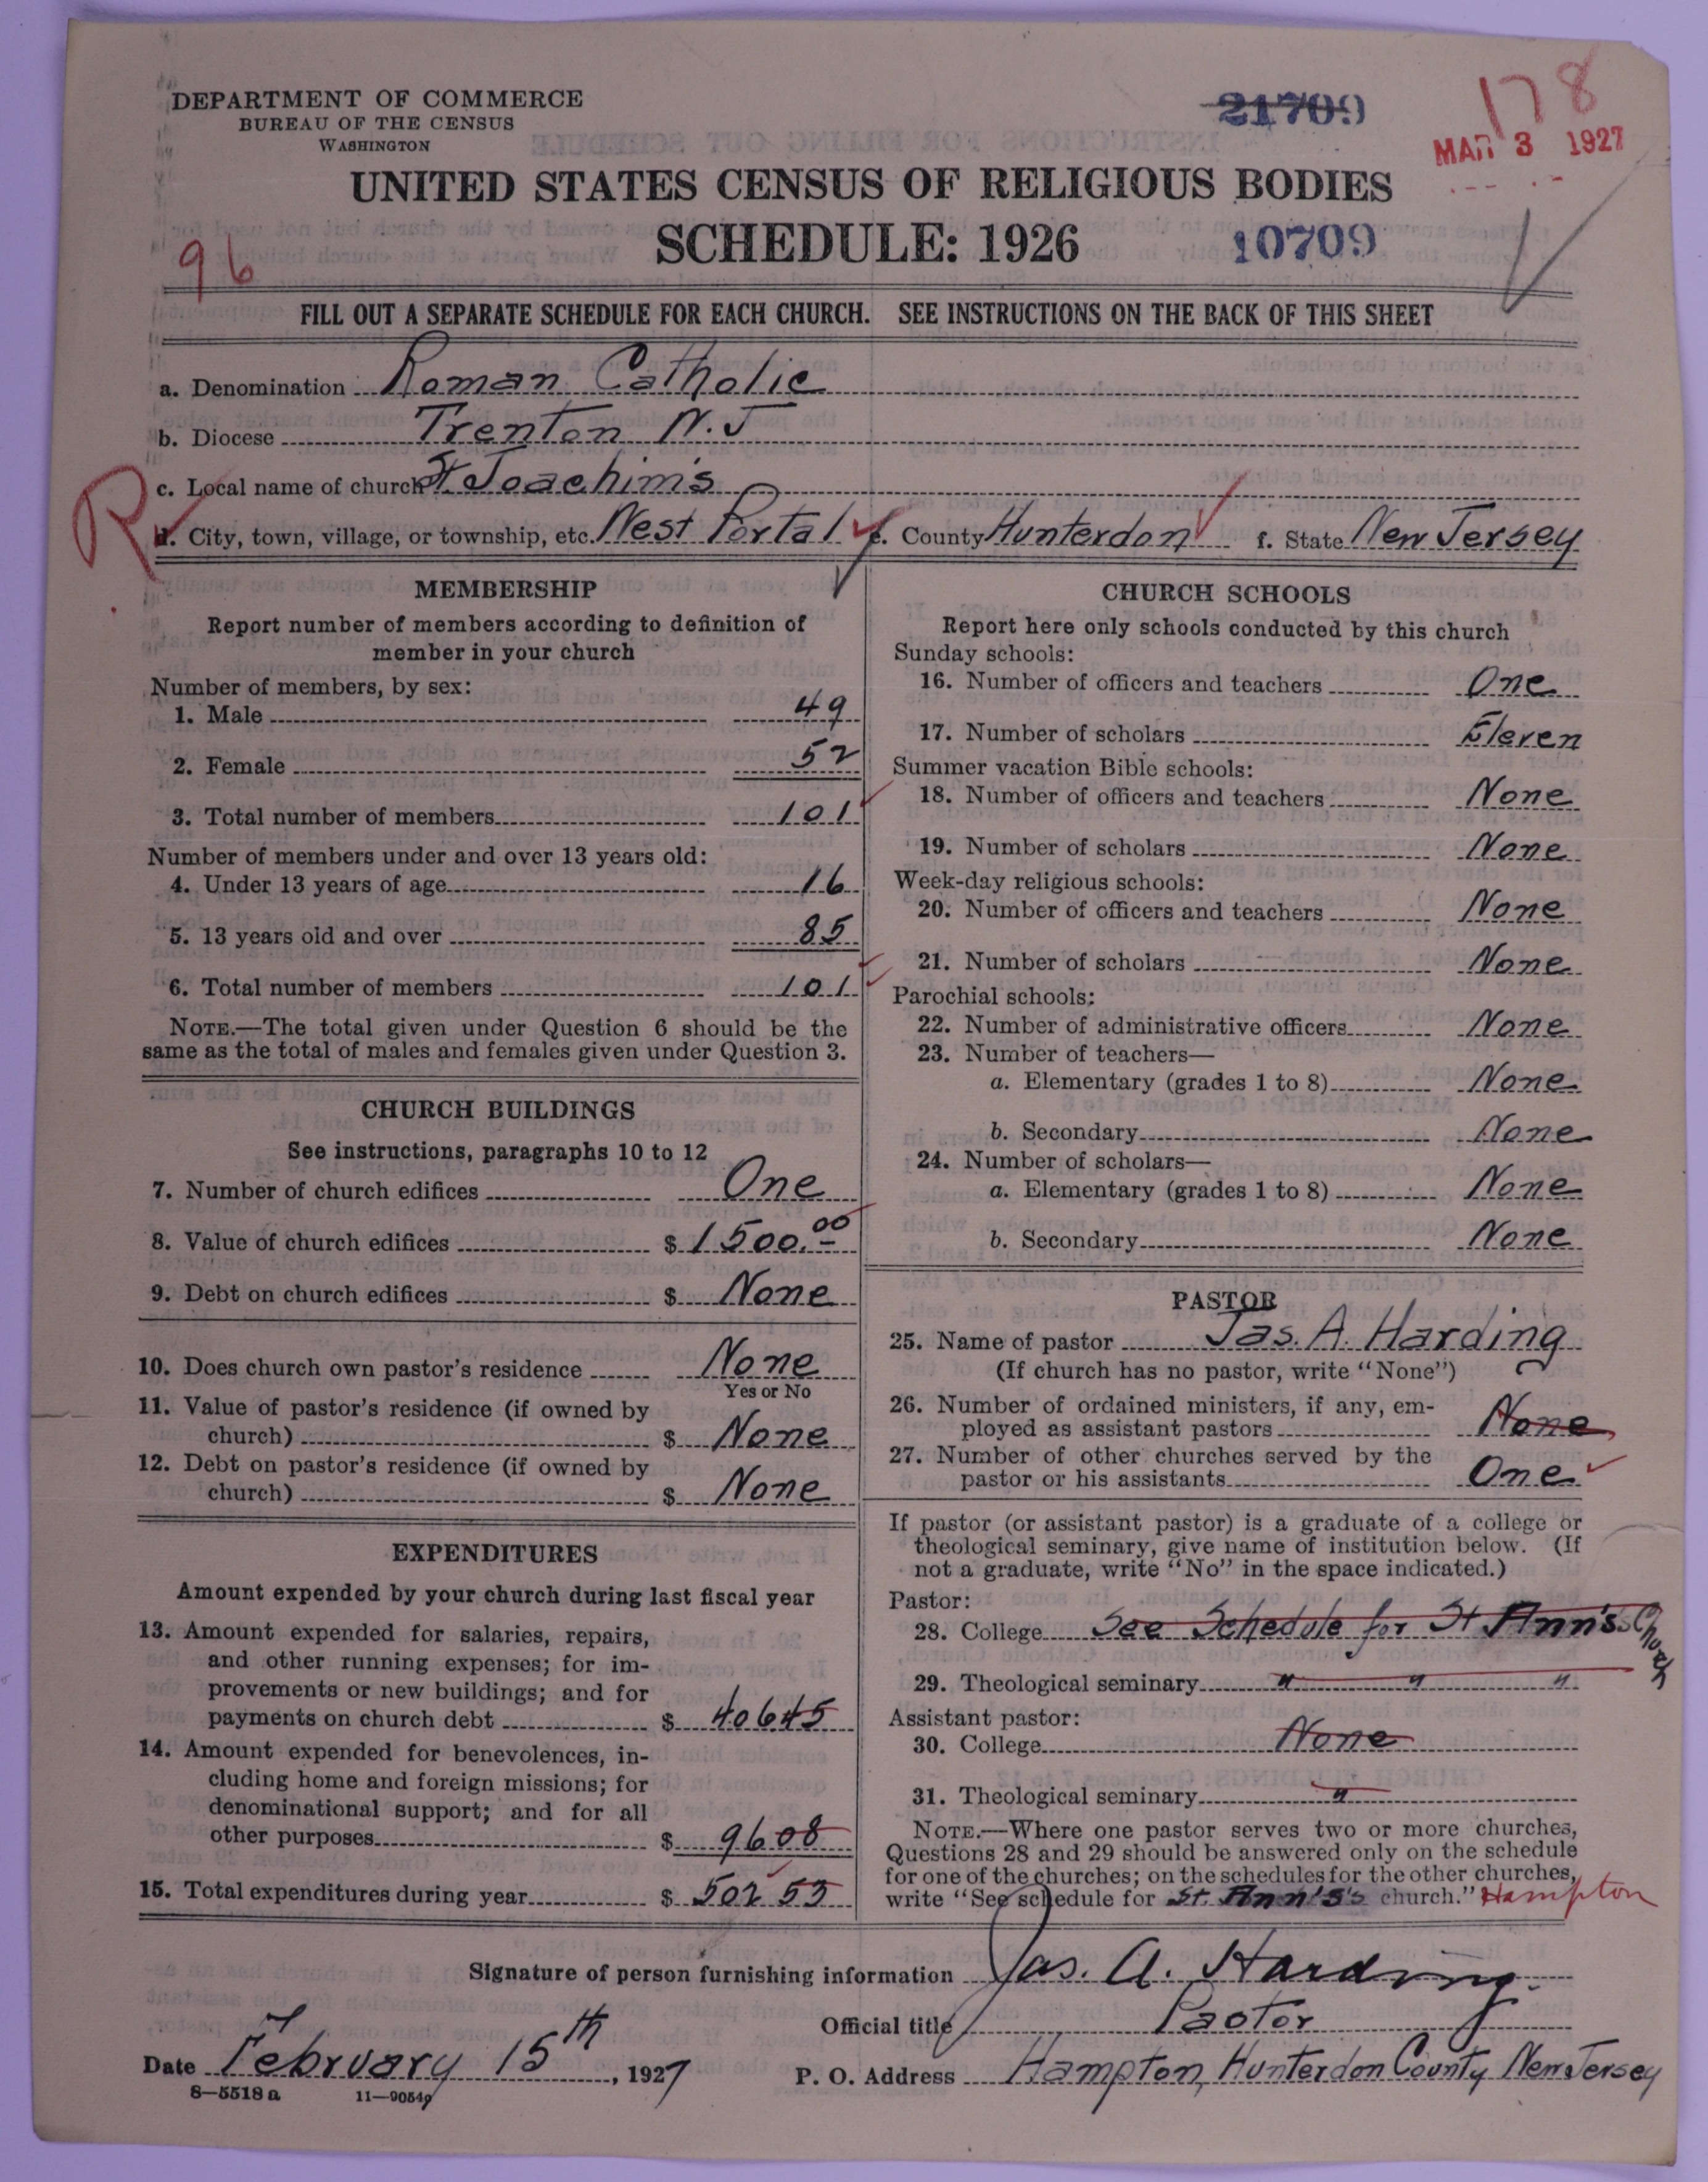 DEPARTMENT OF COMMERCE
BUREAU OF THE CENSUS
WASHINGTON
21709
178
MAR 3 1927
UNITED STATES CENSUS OF RELIGIOUS BODIES
SCHEDULE: 1926
10709
96
FILL OUT A SEPARATE SCHEDULE FOR EACH CHURCH. SEE INSTRUCTIONS ON THE BACK OF THIS SHEET
a. Denomination Roman Catholic
b. Diocese Trenton N.J
R
c. Local name of church St Joachim's
d. City, town, village, or township, etc. West Portal e. County Hunterdon f. State New Jersey
MEMBERSHIP
Report number of members according to definition of
member in your church
Number of members, by sex:
1. Male 49
2. Female 52
3. Total number of members 101
Number of members under and over 13 years old:
4. Under 13 years of age 16
5. 13 years old and over 85
6. Total number of members 101
NOTE.—The total given under Question 6 should be the
same as the total of males and females given under Question 3.
CHURCH BUILDINGS
See instructions, paragraphs 10 to 12
7. Number of church edifices One
8. Value of church edifices $ 1500.00
9. Debt on church edifices $ None
10. Does church own pastor's residence None
Yes or No
11. Value of pastor's residence (if owned by
church) $ None
12. Debt on pastor's residence (if owned by
church) $ None
EXPENDITURES
Amount expended by your church during last fiscal year
13. Amount expended for salaries, repairs,
and other running expenses; for im-
provements or new buildings; and for
payments on church debt $ 40645
14. Amount expended for benevolences, in-
cluding home and foreign missions; for
denominational support; and for all
other purposes $ 9608
15. Total expenditures during year $ 502 53
CHURCH SCHOOLS
Report here only schools conducted by this church
Sunday schools:
16. Number of officers and teachers One
17. Number of scholars Eleven
Summer vacation Bible schools:
18. Number of officers and teachers None
19. Number of scholars None
Week-day religious schools:
20. Number of officers and teachers None
21. Number of scholars None
Parochial schools:
22. Number of administrative officers None
23. Number of teachers—
a. Elementary (grades 1 to 8) None
b. Secondary None
24. Number of scholars—
a. Elementary (grades 1 to 8) None
b. Secondary None
PASTOR
25. Name of pastor Jas. A. Harding
(If church has no pastor, write "None")
26. Number of ordained ministers, if any, em-
ployed as assistant pastors None
27. Number of other churches served by the
pastor or his assistants One
If pastor (or assistant pastor) is a graduate of a college or
theological seminary, give name of institution below. (If
not a graduate, write "No" in the space indicated.)
Pastor:
28. College See Schedule for St Ann's Church
29. Theological seminary " " "
Assistant pastor:
30. College None
31. Theological seminary "
NOTE.—Where one pastor serves two or more churches,
Questions 28 and 29 should be answered only on the schedule
for one of the churches; on the schedules for the other churches,
write "See schedule for St. Ann's's church." Hampton
Signature of person furnishing information Jas. A. Harding.
Official title Pastor
Date February 15th, 1927 P. O. Address Hampton, Hunterdon County New Jersey
8—5518 a 11—9054